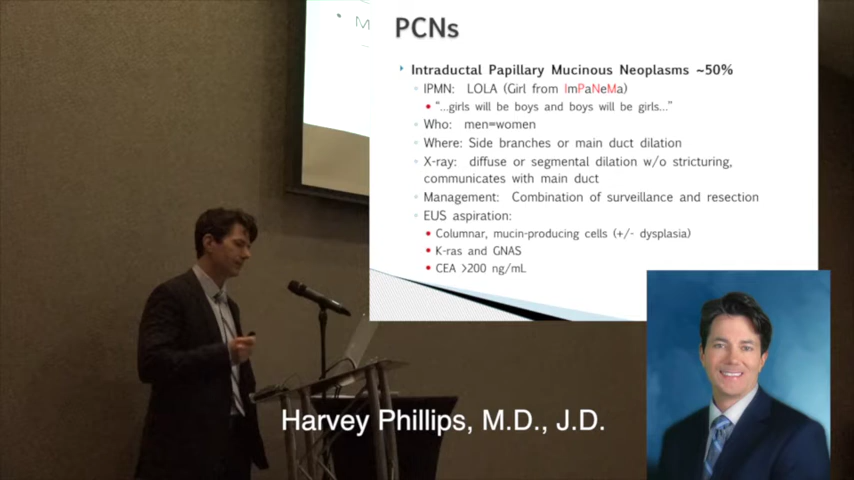 M
PCNs
Intraductal Papillary Mucinous Neoplasms ~50%
IPMN: LOLA (Girl from ImPaNeMa)
"...girls will be boys and boys will be girls..."
Who: men=women
Where: Side branches or main duct dilation
X-ray: diffuse or segmental dilation w/o stricturing,
communicates with main duct
Management: Combination of surveillance and resection
EUS aspiration:
Columnar, mucin-producing cells (+/- dysplasia)
K-ras and GNAS
CEA >200 ng/mL
Harvey Phillips, M.D., J.D.